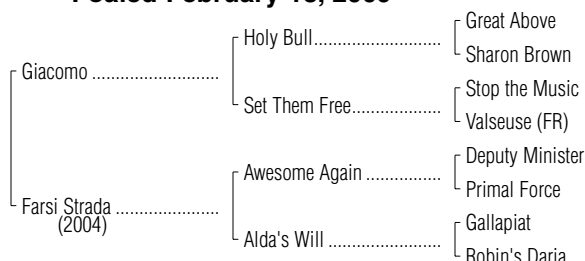 Foaled February
Great Above
Holy Bull
Sharon Brown
Giacomo
Stop the Music
Set Them Free
Valseuse (FR)
Deputy Minister
Awesome Again
Primal Force
Farsi Strada
(2004)
Gallapiat
Alda's Will
Robin's Daria